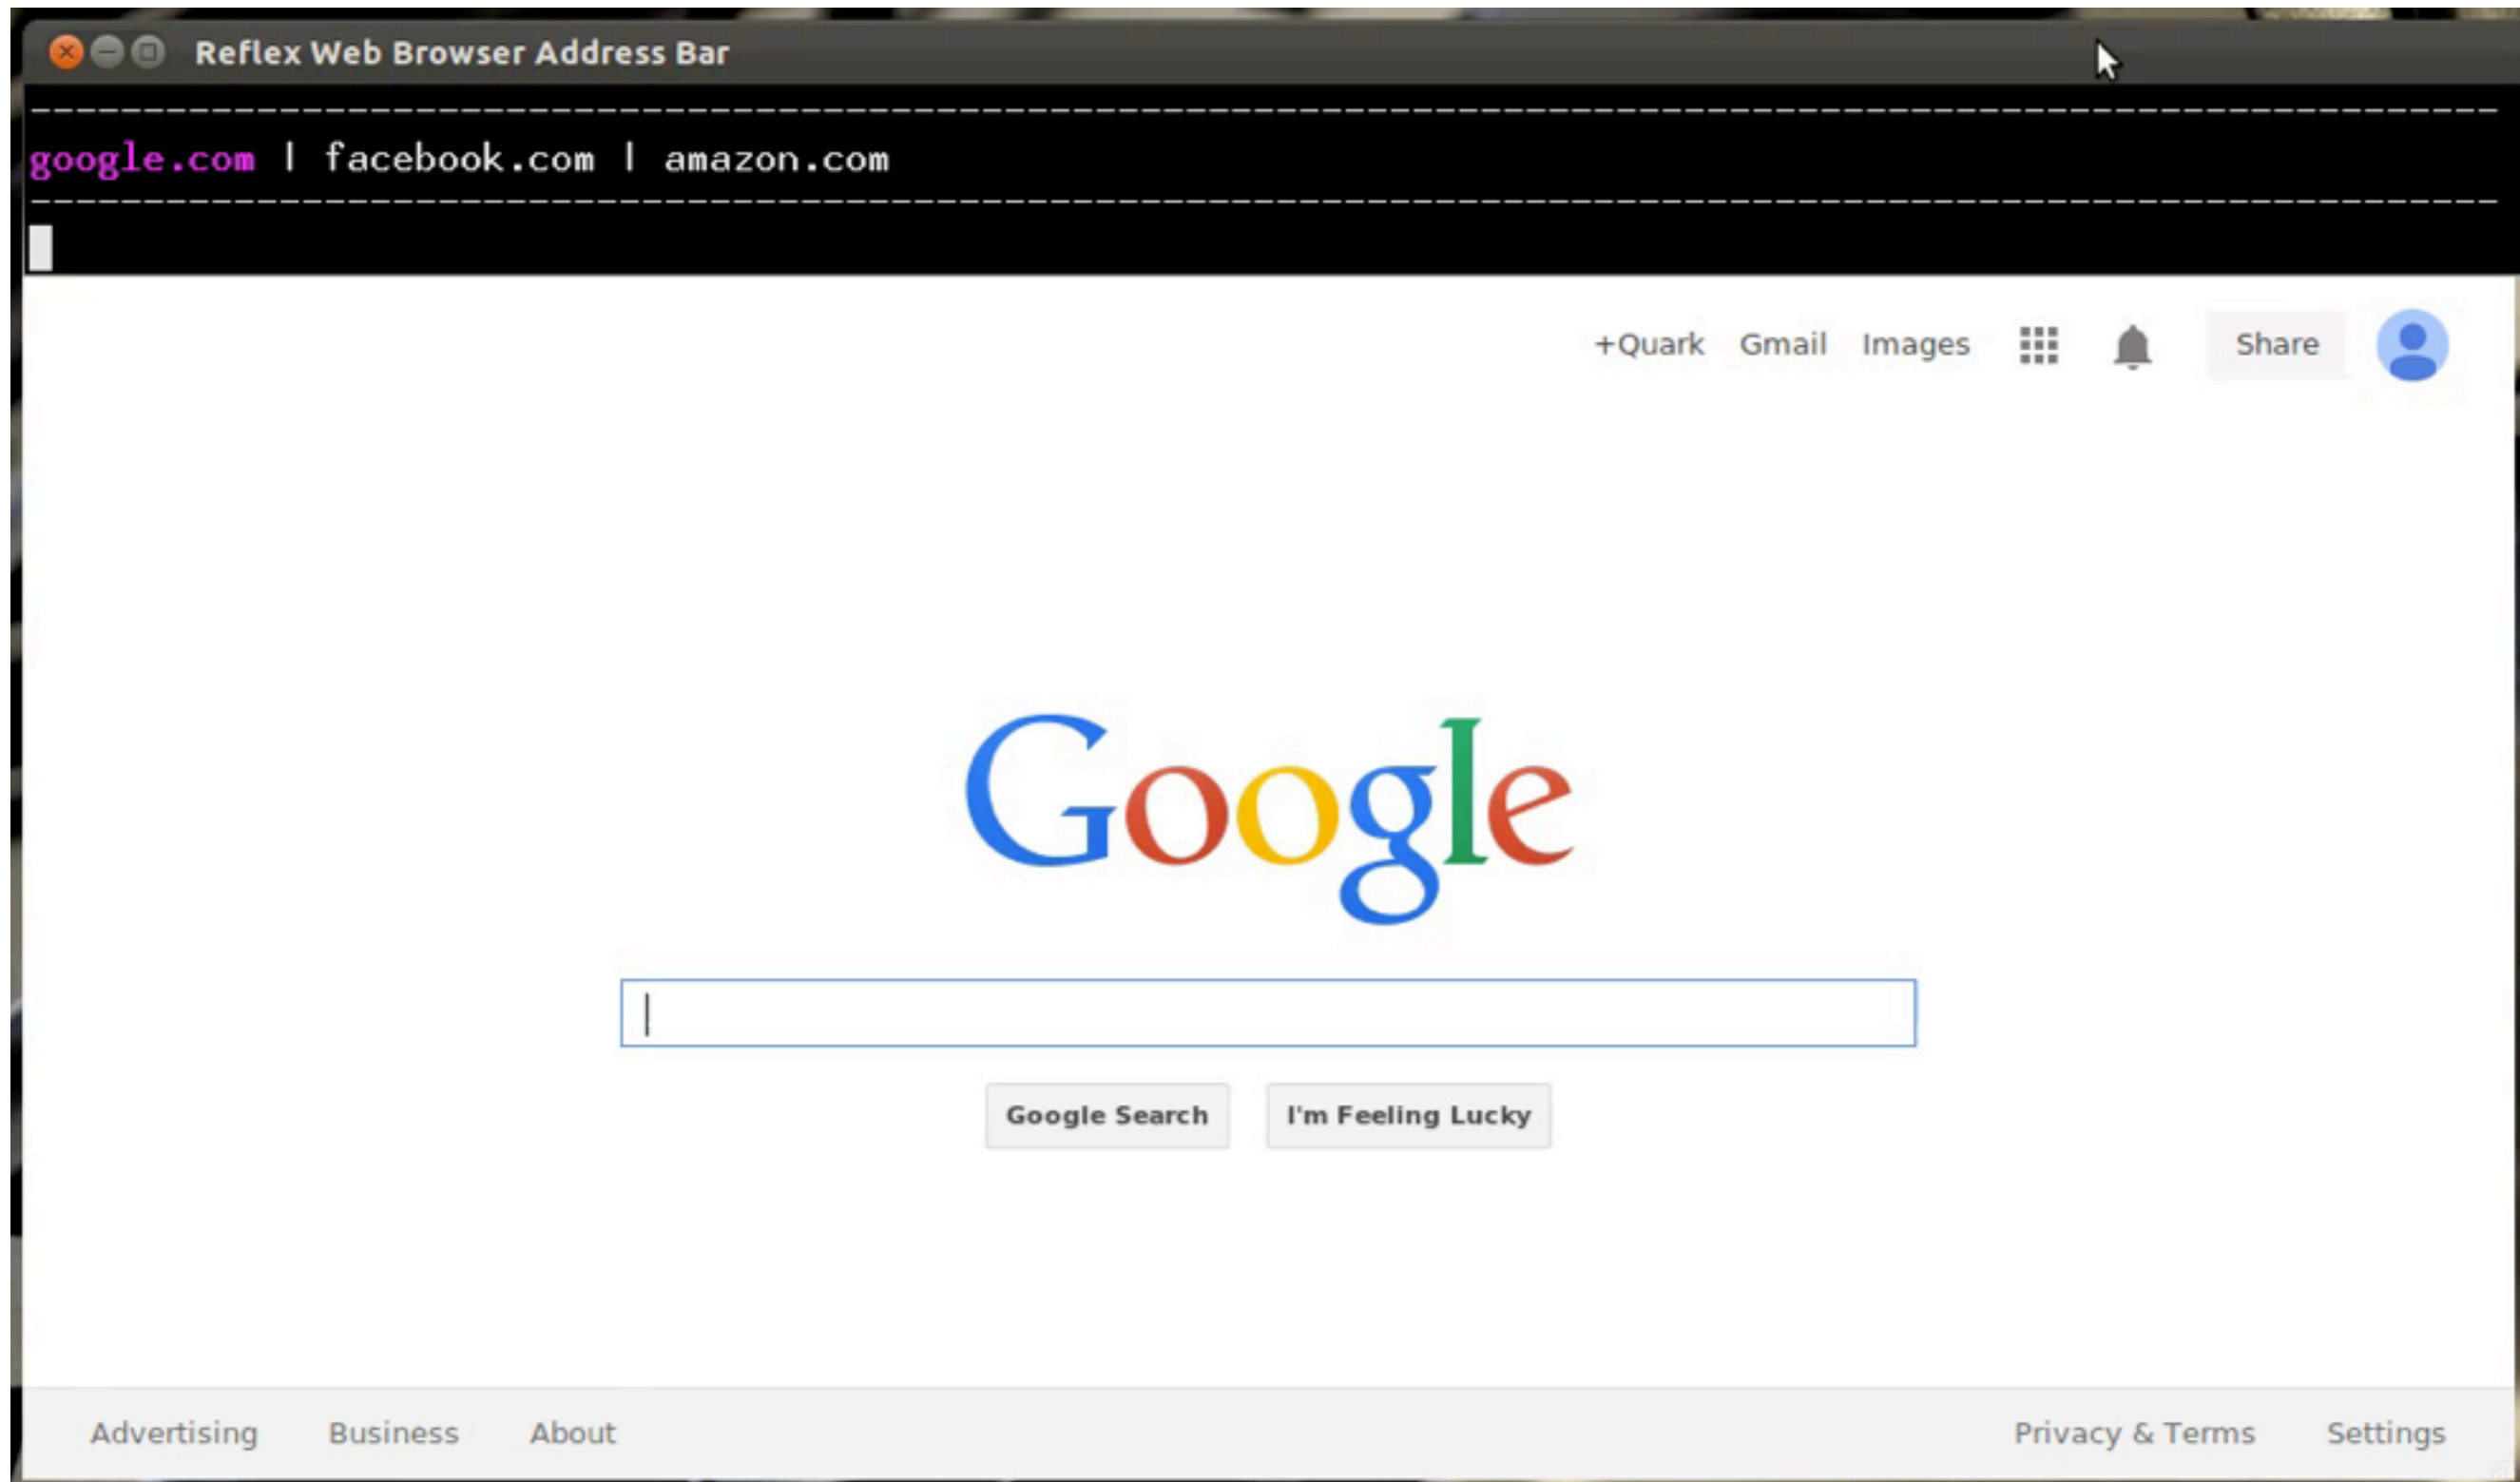 Reflex Web Browser Address Bar
google.com | facebook.com | amazon.com
+Quark Gmail Images Share
Google
Google Search I'm Feeling Lucky
Advertising Business About Privacy & Terms Settings